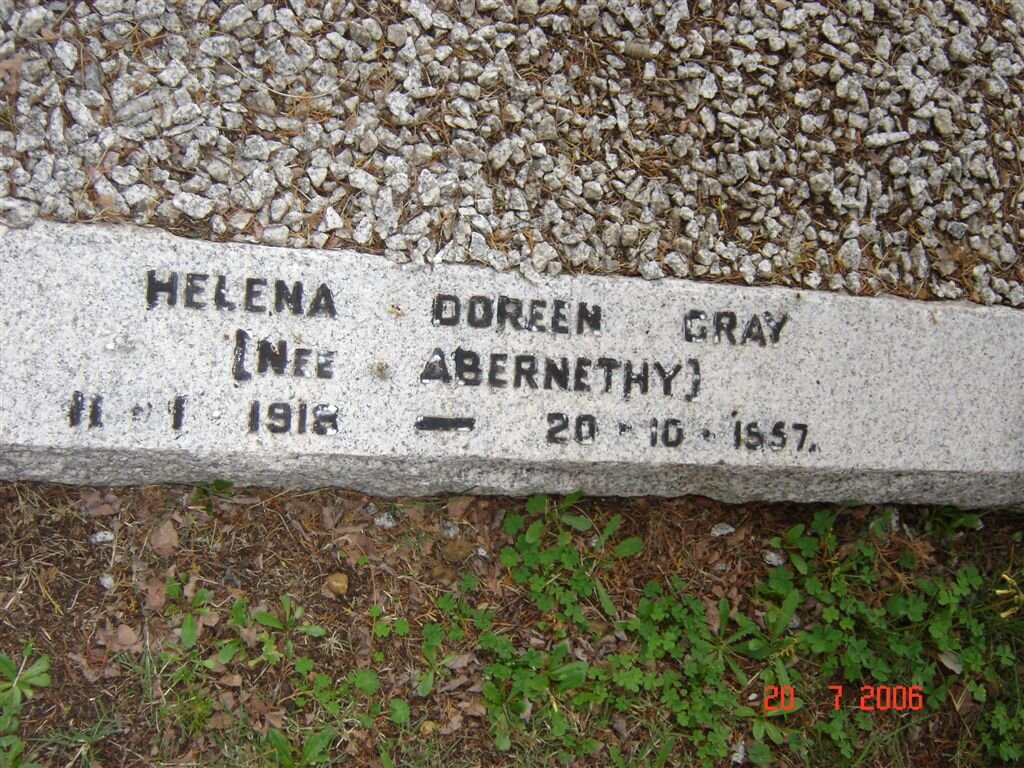 HELENA DOREEN GRAY
[NEE ABERNETHY]
11 - 1 1918 — 20 - 10 - 1957.
20 7 2006